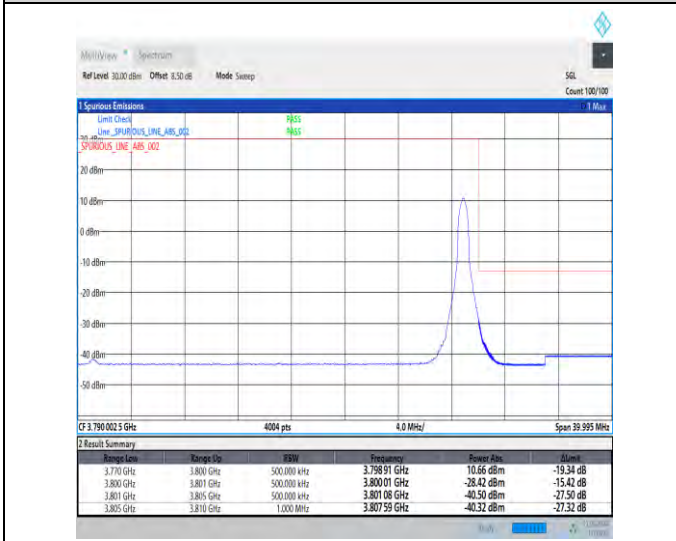 MultiView Spectrum
Ref Level 30.00 dBm Offset 8.50 dB Mode Sweep SGL
Count 100/100
1 Spurious Emissions 1 Max
Limit Check PASS
Line _SPURIOUS_LINE_ABS_002 PASS
_SPURIOUS_LINE_ABS_002
20 dBm
10 dBm
0 dBm
-10 dBm
-20 dBm
-30 dBm
-40 dBm
-50 dBm
CF 3.790 002 5 GHz 4004 pts 4.0 MHz/ Span 39.995 MHz
2 Result Summary
Range Low Range Up RBW Frequency Power Abs ΔLimit
3.770 GHz 3.800 GHz 500.000 kHz 3.798 91 GHz 10.66 dBm -19.34 dB
3.800 GHz 3.801 GHz 500.000 kHz 3.800 01 GHz -28.42 dBm -15.42 dB
3.801 GHz 3.805 GHz 500.000 kHz 3.801 08 GHz -40.50 dBm -27.50 dB
3.805 GHz 3.810 GHz 1.000 MHz 3.807 59 GHz -40.32 dBm -27.32 dB